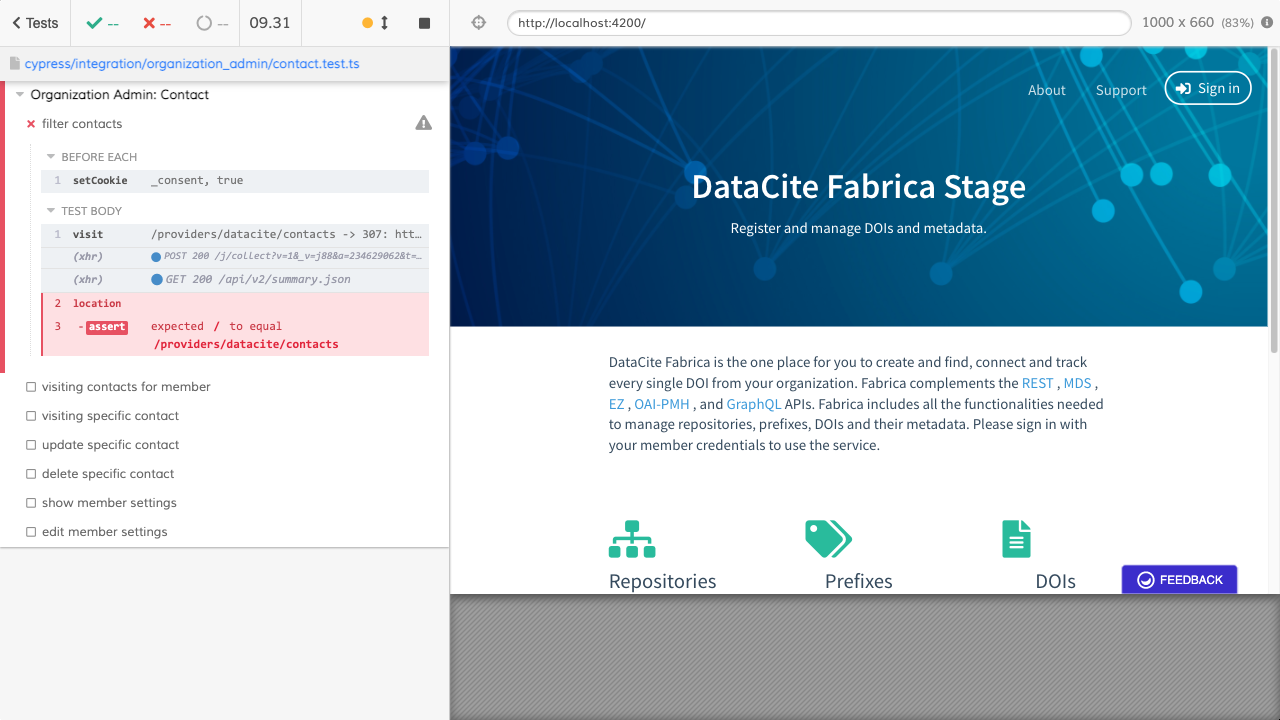 Tests
--
--
--
09.31
http://localhost:4200/
1000 x 660 (83%)
cypress/integration/organization_admin/contact.test.ts
Organization Admin: Contact
filter contacts
BEFORE EACH
1 setCookie _consent, true
TEST BODY
1 visit /providers/datacite/contacts -> 307: htt…
(xhr) POST 200 /j/collect?v=1&_v=j88&a=234629062&t=…
(xhr) GET 200 /api/v2/summary.json
2 location
3 -assert expected / to equal
/providers/datacite/contacts
visiting contacts for member
visiting specific contact
update specific contact
delete specific contact
show member settings
edit member settings
About Support Sign in
DataCite Fabrica Stage
Register and manage DOIs and metadata.
DataCite Fabrica is the one place for you to create and find, connect and track
every single DOI from your organization. Fabrica complements the REST , MDS ,
EZ , OAI-PMH , and GraphQL APIs. Fabrica includes all the functionalities needed
to manage repositories, prefixes, DOIs and their metadata. Please sign in with
your member credentials to use the service.
Repositories Prefixes DOIs
FEEDBACK